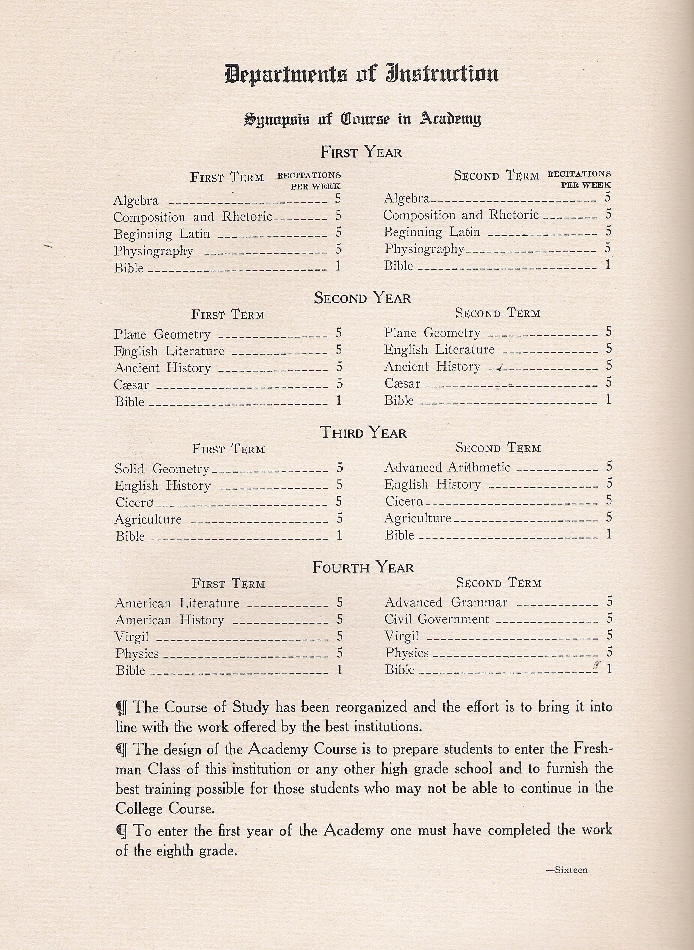 Departments of Instruction
Synopsis of Course in Academy
FIRST YEAR
FIRST TERM RECITATIONS PER WEEK
Algebra 5
Composition and Rhetoric 5
Beginning Latin 5
Physiography 5
Bible 1
SECOND TERM RECITATIONS PER WEEK
Algebra 5
Composition and Rhetoric 5
Beginning Latin 5
Physiography 5
Bible 1
SECOND YEAR
FIRST TERM
Plane Geometry 5
English Literature 5
Ancient History 5
Cæsar 5
Bible 1
SECOND TERM
Plane Geometry 5
English Literature 5
Ancient History 5
Cæsar 5
Bible 1
THIRD YEAR
FIRST TERM
Solid Geometry 5
English History 5
Cicero 5
Agriculture 5
Bible 1
SECOND TERM
Advanced Arithmetic 5
English History 5
Cicero 5
Agriculture 5
Bible 1
FOURTH YEAR
FIRST TERM
American Literature 5
American History 5
Virgil 5
Physics 5
Bible 1
SECOND TERM
Advanced Grammar 5
Civil Government 5
Virgil 5
Physics 5
Bible 1
¶ The Course of Study has been reorganized and the effort is to bring it into
line with the work offered by the best institutions.
¶ The design of the Academy Course is to prepare students to enter the Fresh-
man Class of this institution or any other high grade school and to furnish the
best training possible for those students who may not be able to continue in the
College Course.
¶ To enter the first year of the Academy one must have completed the work
of the eighth grade.
—Sixteen